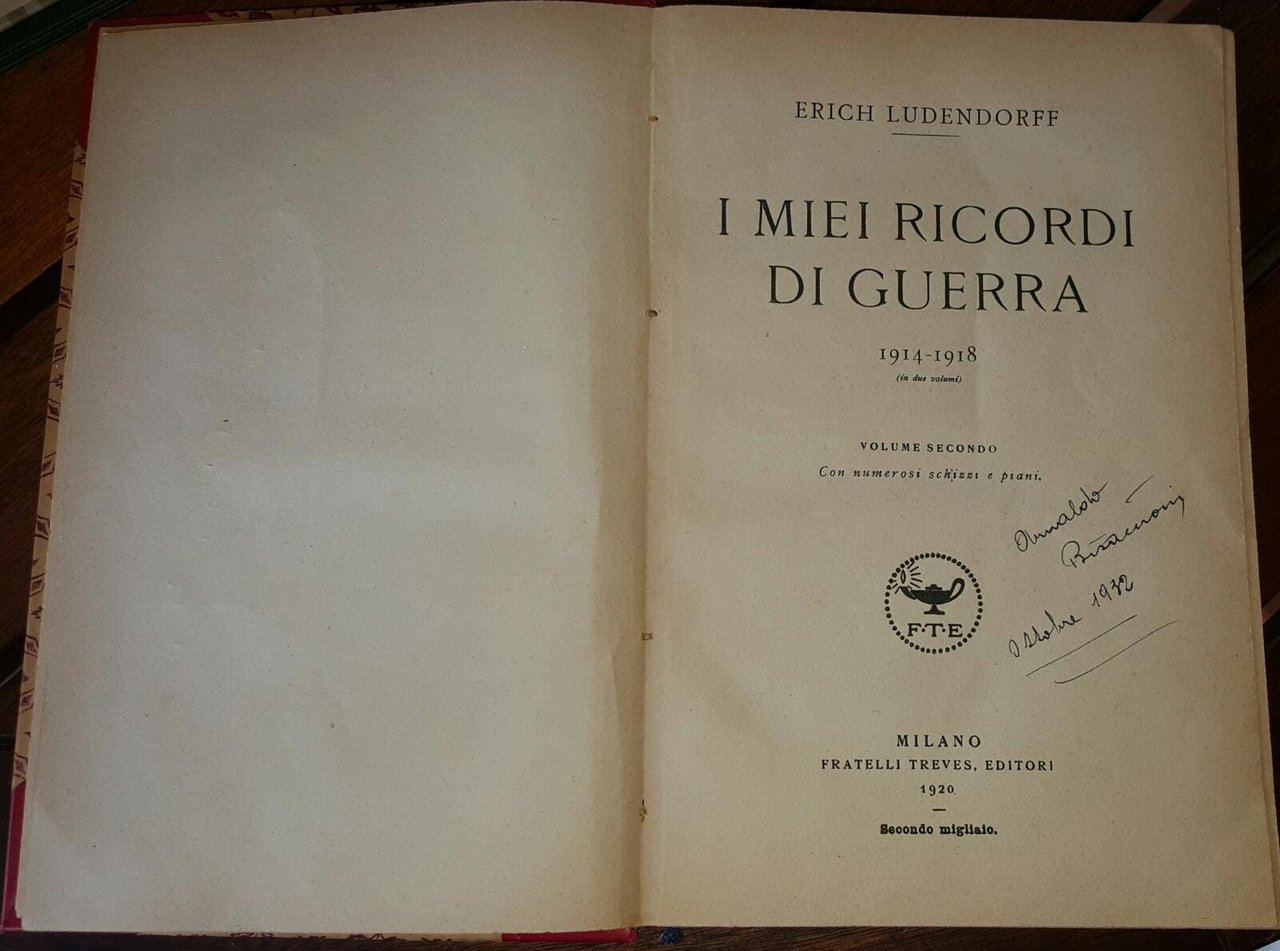 ERICH LUDENDORFF
I MIEI RICORDI
DI GUERRA
1914-1918
(in due volumi)
VOLUME SECONDO
Con numerosi schizzi e piani.
Arnaldo
Ottobre 1932
F·T·E
MILANO
FRATELLI TREVES, EDITORI
1920
Secondo migliaio.